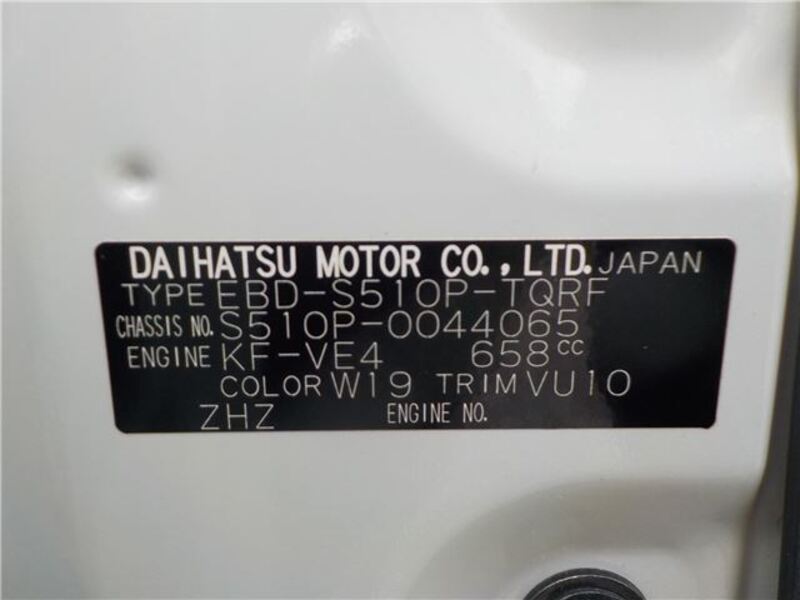 DAIHATSU MOTOR CO.,LTD. JAPAN
TYPE EBD-S510P-TQRF
CHASSIS NO. S510P-0044065
ENGINE KF-VE4 658CC
COLOR W19 TRIM VU10
ZHZ ENGINE NO.